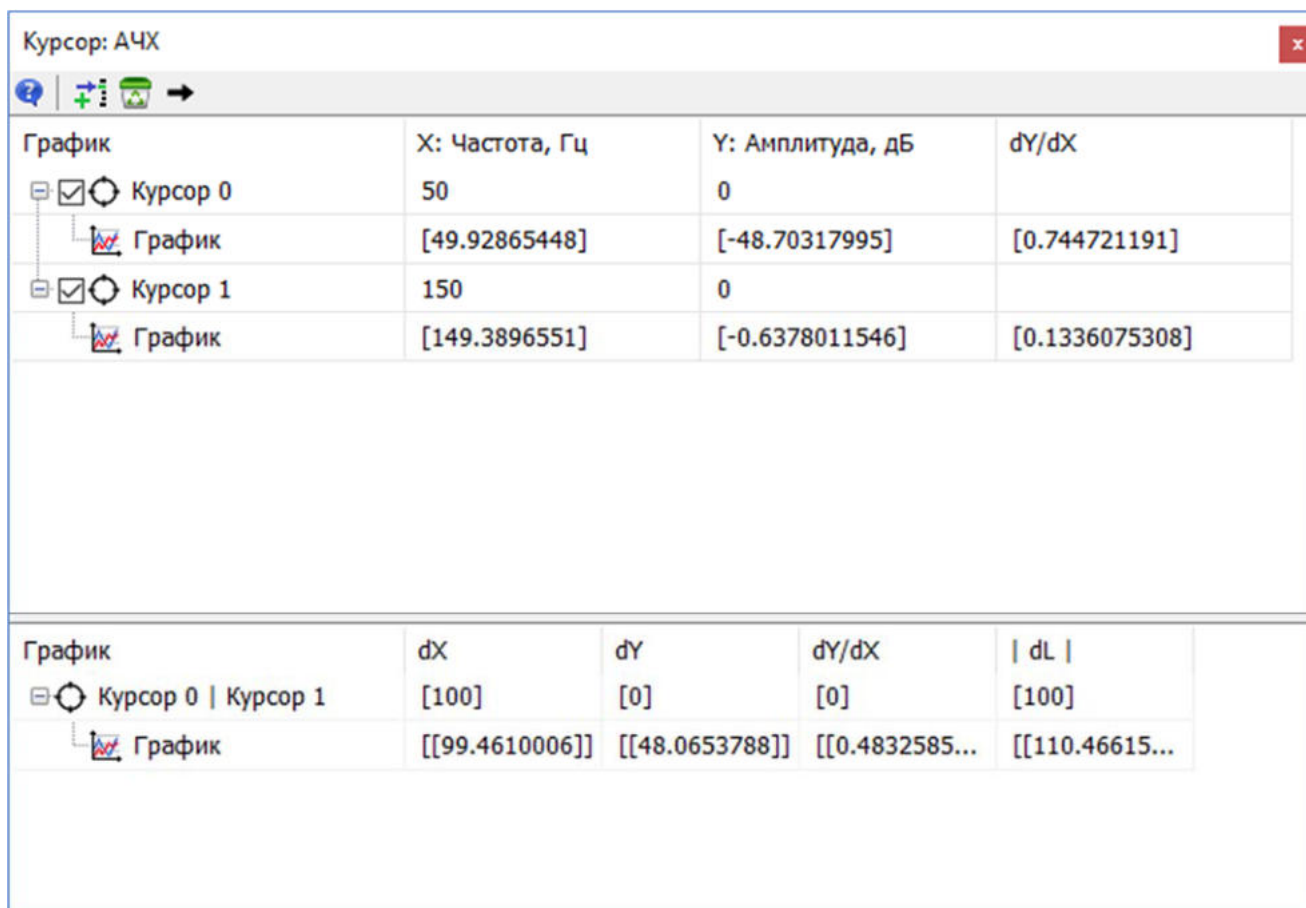 Курсор: АЧХ
График X: Частота, Гц Y: Амплитуда, дБ dY/dX
Курсор 0 50 0
График [49.92865448] [-48.70317995] [0.744721191]
Курсор 1 150 0
График [149.3896551] [-0.6378011546] [0.1336075308]
График dX dY dY/dX | dL |
Курсор 0 | Курсор 1 [100] [0] [0] [100]
График [[99.4610006]] [[48.0653788]] [[0.4832585... [[110.46615...